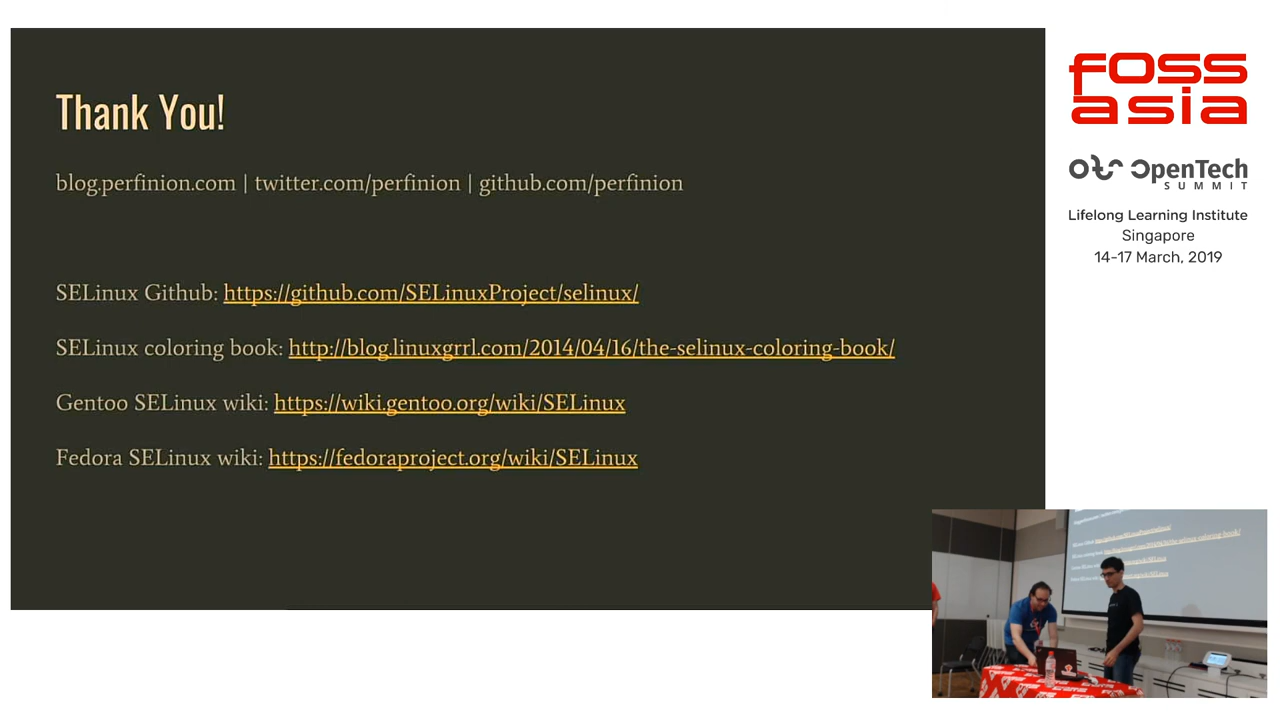 Thank You!
blog.perfinion.com | twitter.com/perfinion | github.com/perfinion
SELinux Github: https://github.com/SELinuxProject/selinux/
SELinux coloring book: http://blog.linuxgrrl.com/2014/04/16/the-selinux-coloring-book/
Gentoo SELinux wiki: https://wiki.gentoo.org/wiki/SELinux
Fedora SELinux wiki: https://fedoraproject.org/wiki/SELinux
foss
asia
OpenTech
SUMMIT
Lifelong Learning Institute
Singapore
14-17 March, 2019